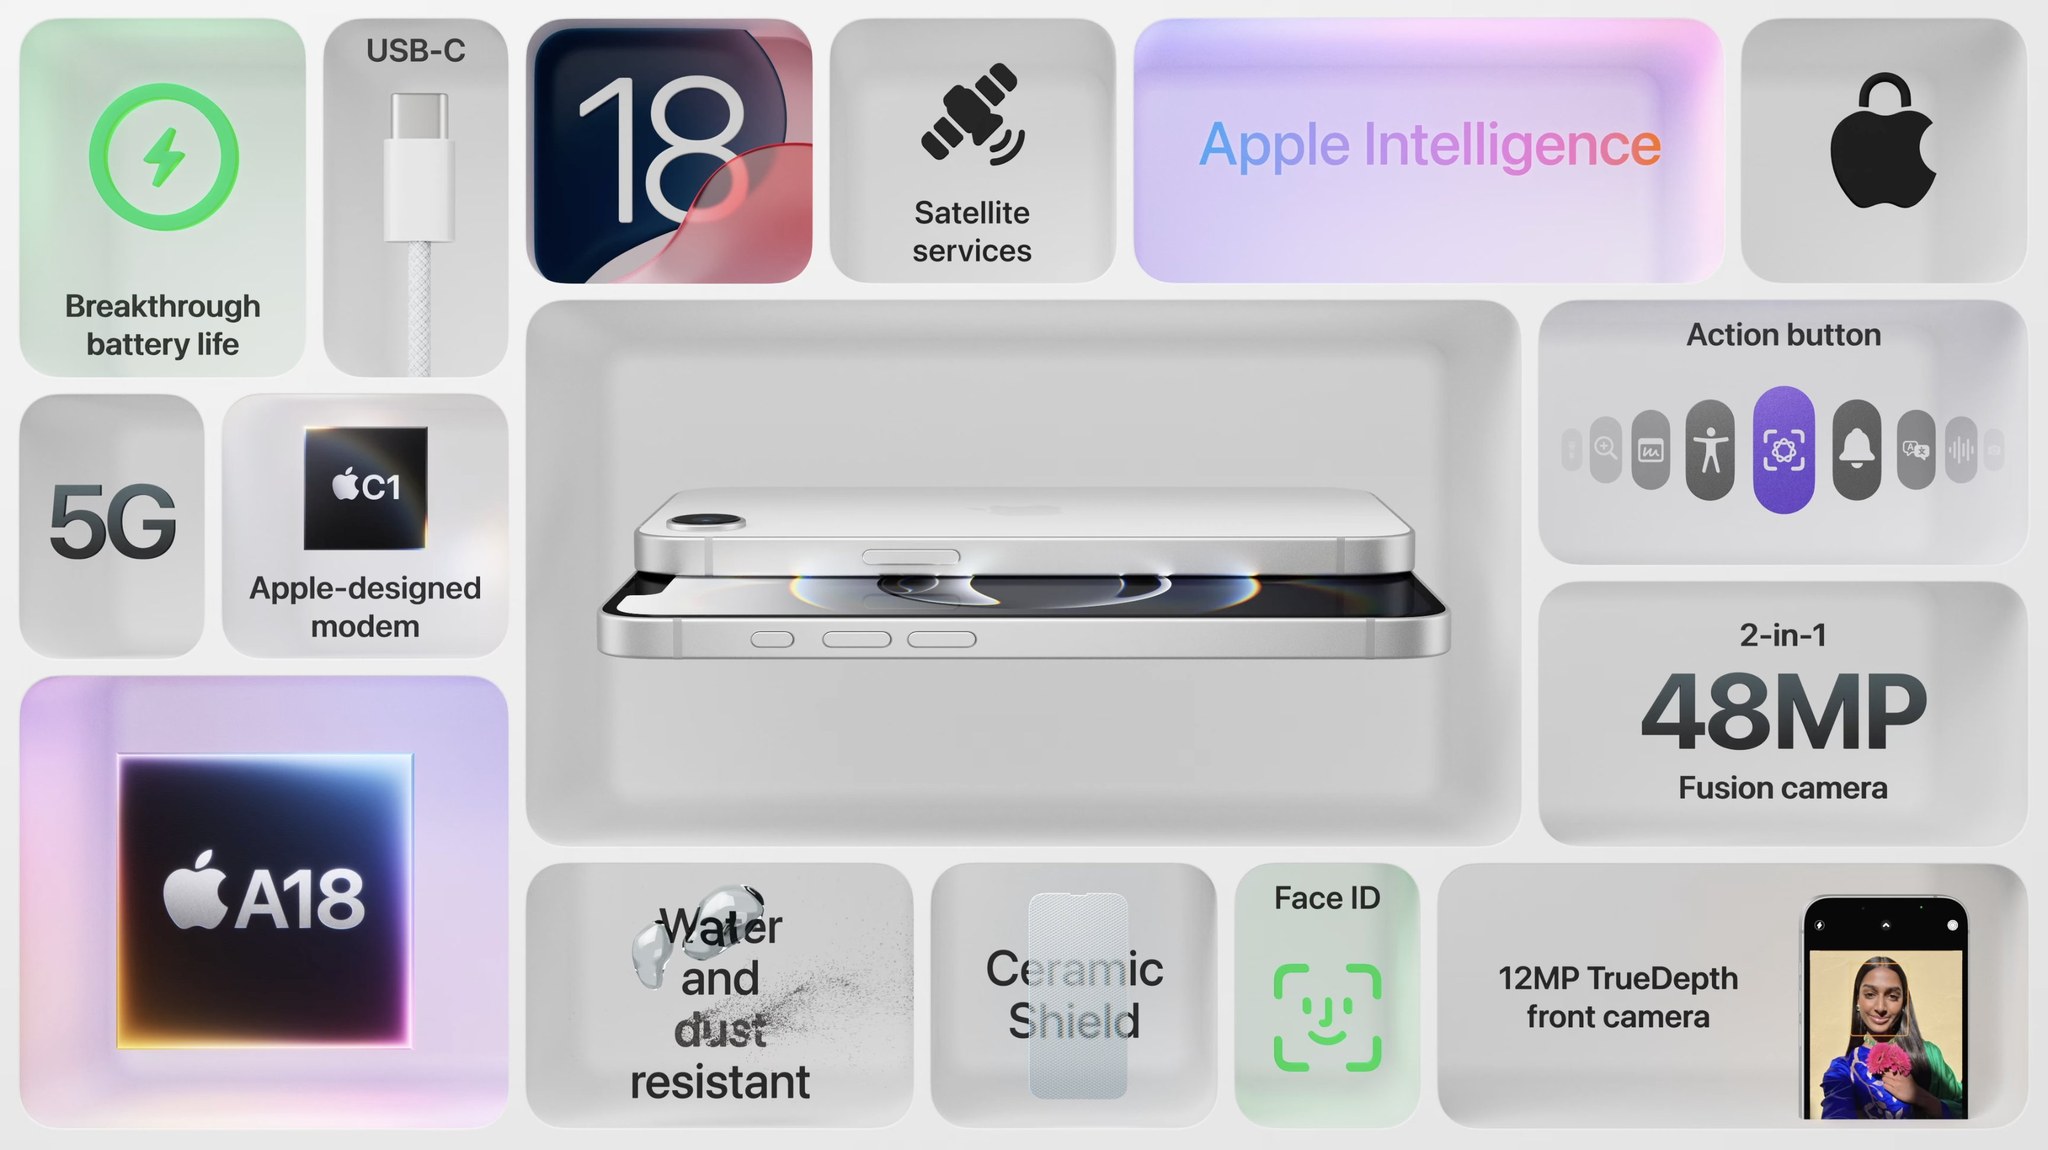 Breakthrough
battery life
USB-C
18
Satellite
services
Apple Intelligence
5G
C1
Apple-designed
modem
Action button
2-in-1
48MP
Fusion camera
A18
Water
and
dust
resistant
Ceramic
Shield
Face ID
12MP TrueDepth
front camera